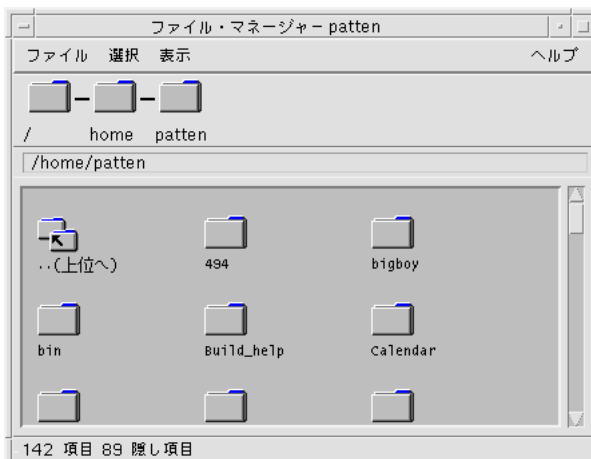 ファイル・マネージャー patten
ファイル 選択 表示 ヘルプ
/ home patten
/home/patten
..(上位へ) 494 bigboy
bin Build_help Calendar
142 項目 89 隠し項目